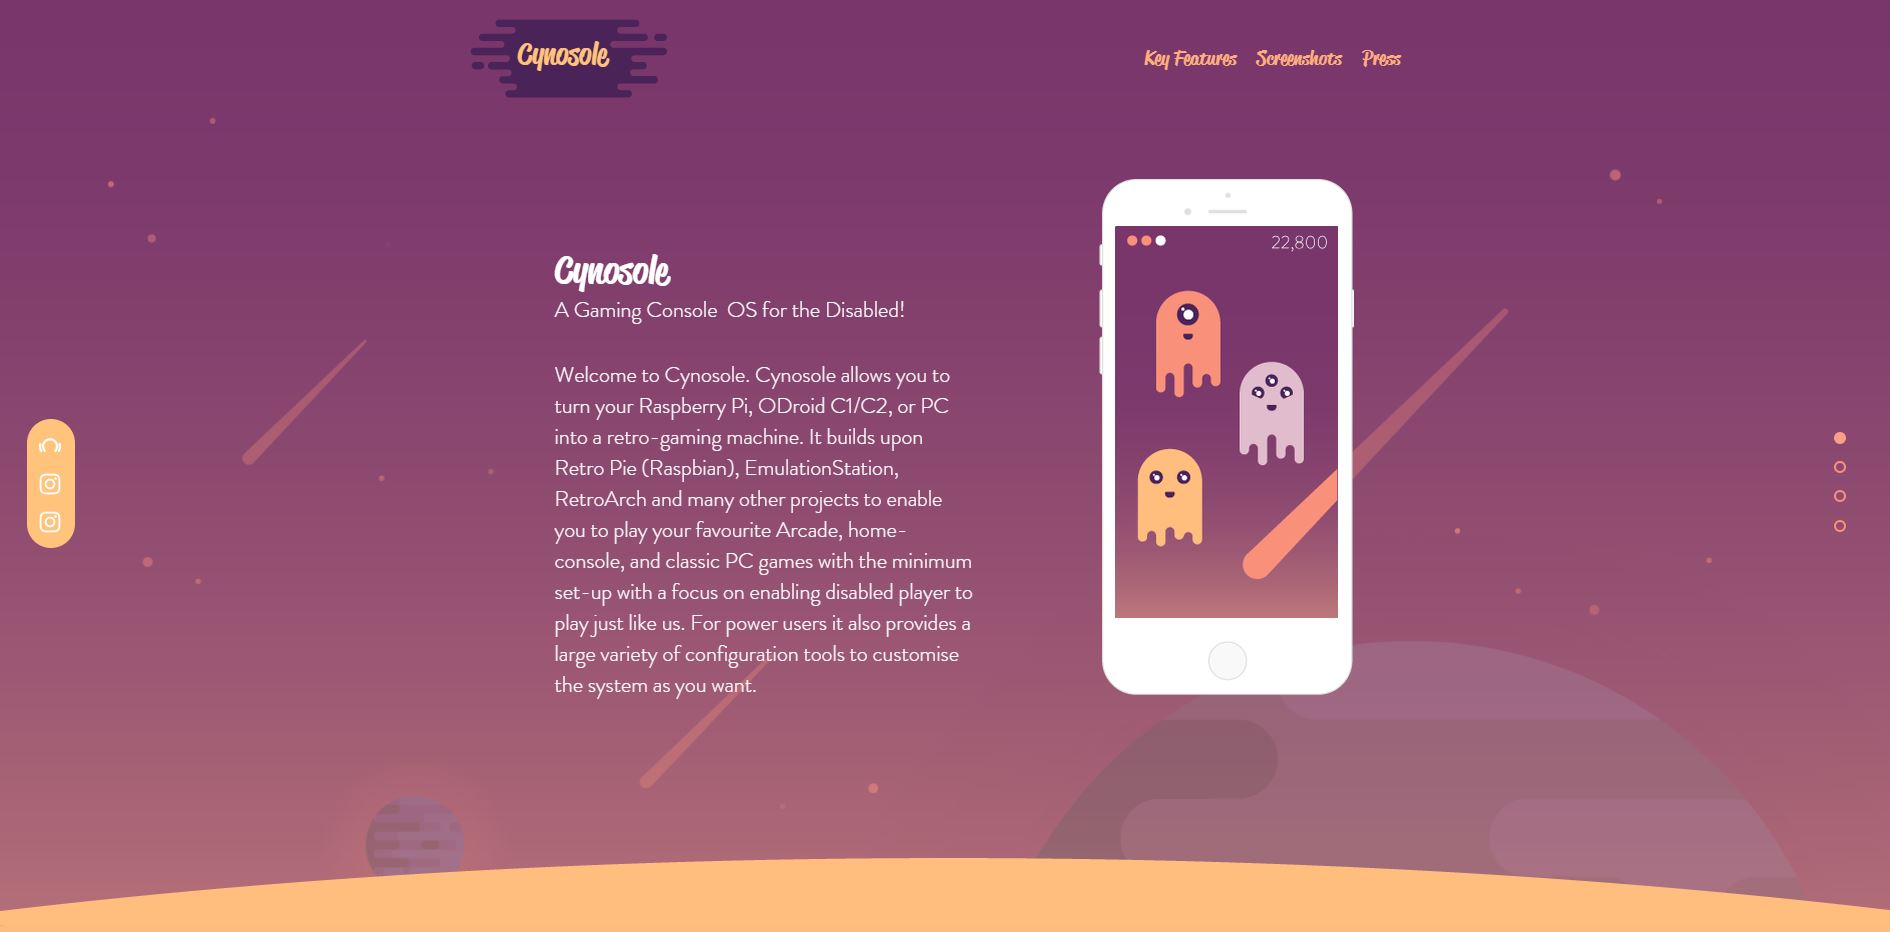 Cynosole
Key Features Screenshots Press
Cynosole
A Gaming Console OS for the Disabled!
Welcome to Cynosole. Cynosole allows you to
turn your Raspberry Pi, ODroid C1/C2, or PC
into a retro-gaming machine. It builds upon
Retro Pie (Raspbian), EmulationStation,
RetroArch and many other projects to enable
you to play your favourite Arcade, home-
console, and classic PC games with the minimum
set-up with a focus on enabling disabled player to
play just like us. For power users it also provides a
large variety of configuration tools to customise
the system as you want.
22,800